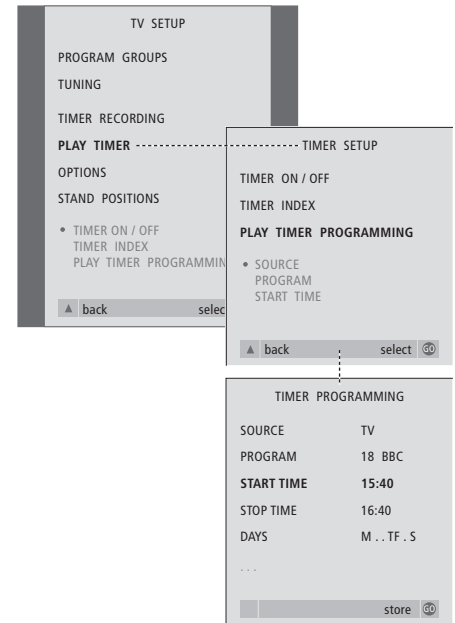 TV SETUP
PROGRAM GROUPS
TUNING
TIMER RECORDING
PLAY TIMER
OPTIONS
STAND POSITIONS
• TIMER ON / OFF
TIMER INDEX
PLAY TIMER PROGRAMMIN
▲ back selec
TIMER SETUP
TIMER ON / OFF
TIMER INDEX
PLAY TIMER PROGRAMMING
• SOURCE
PROGRAM
START TIME
▲ back select GO
TIMER PROGRAMMING
SOURCE TV
PROGRAM 18 BBC
START TIME 15:40
STOP TIME 16:40
DAYS M . . TF . S
. . .
store GO